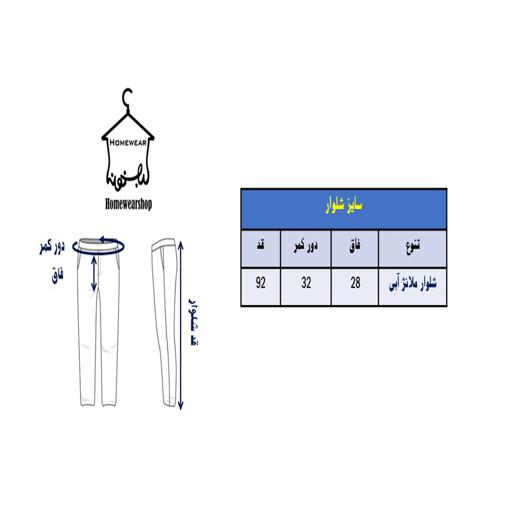 HOMEWEAR
لباس خونه
Homewearshop
دور کمر
فاق
قد شلوار
سایز شلوار
تنوع فاق دور کمر قد
شلوار ملانژ آبی 28 32 92